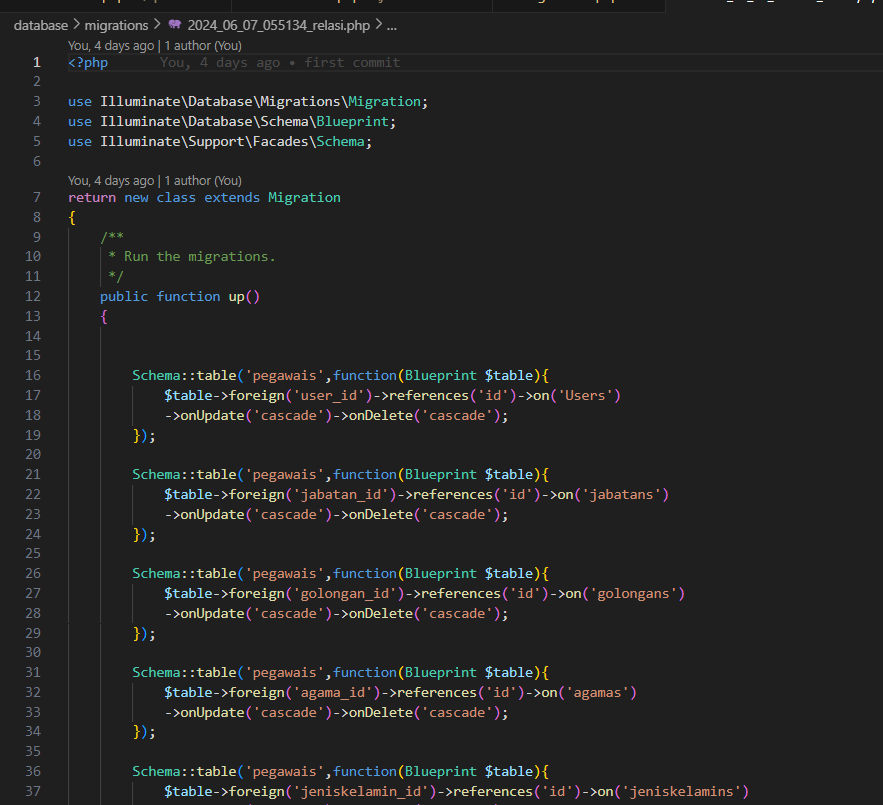 database > migrations > 2024_06_07_055134_relasi.php > ...
You, 4 days ago | 1 author (You)
1 <?php You, 4 days ago • first commit
2
3 use Illuminate\Database\Migrations\Migration;
4 use Illuminate\Database\Schema\Blueprint;
5 use Illuminate\Support\Facades\Schema;
6
You, 4 days ago | 1 author (You)
7 return new class extends Migration
8 {
9 /**
10 * Run the migrations.
11 */
12 public function up()
13 {
14
15
16 Schema::table('pegawais',function(Blueprint $table){
17 $table->foreign('user_id')->references('id')->on('Users')
18 ->onUpdate('cascade')->onDelete('cascade');
19 });
20
21 Schema::table('pegawais',function(Blueprint $table){
22 $table->foreign('jabatan_id')->references('id')->on('jabatans')
23 ->onUpdate('cascade')->onDelete('cascade');
24 });
25
26 Schema::table('pegawais',function(Blueprint $table){
27 $table->foreign('golongan_id')->references('id')->on('golongans')
28 ->onUpdate('cascade')->onDelete('cascade');
29 });
30
31 Schema::table('pegawais',function(Blueprint $table){
32 $table->foreign('agama_id')->references('id')->on('agamas')
33 ->onUpdate('cascade')->onDelete('cascade');
34 });
35
36 Schema::table('pegawais',function(Blueprint $table){
37 $table->foreign('jeniskelamin_id')->references('id')->on('jeniskelamins')